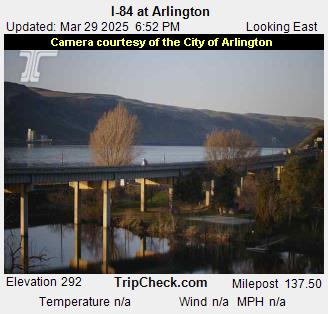 I-84 at Arlington
Updated: Mar 29 2025 6:52 PM Looking East
Camera courtesy of the City of Arlington
Elevation 292 TripCheck.com Milepost 137.50
Temperature n/a Wind n/a MPH n/a